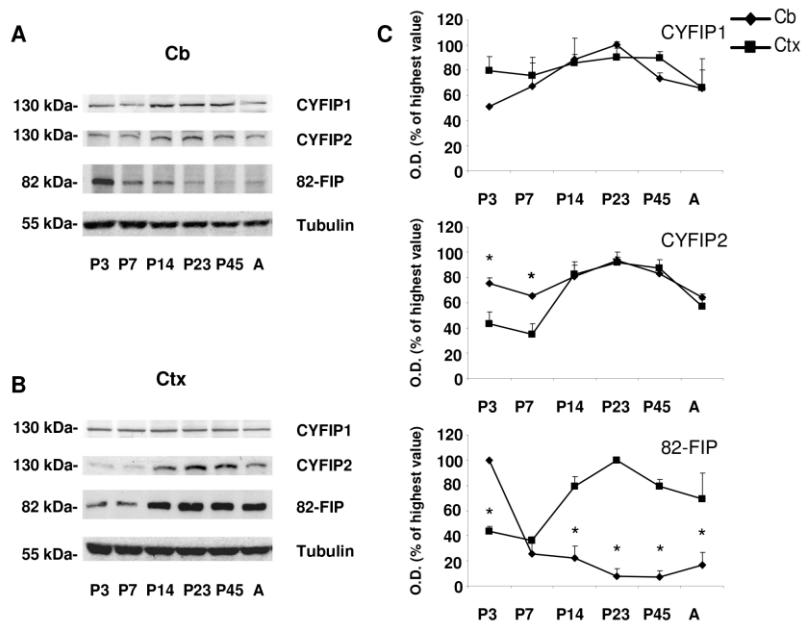 A
Cb
130 kDa- CYFIP1
130 kDa- CYFIP2
82 kDa- 82-FIP
55 kDa- Tubulin
P3 P7 P14 P23 P45 A
B
Ctx
130 kDa- CYFIP1
130 kDa- CYFIP2
82 kDa- 82-FIP
55 kDa- Tubulin
P3 P7 P14 P23 P45 A
C
Cb
Ctx
CYFIP1
O.D. (% of highest value)
120
100
80
60
40
20
0
P3 P7 P14 P23 P45 A
CYFIP2
O.D. (% of highest value)
120
100
80
60
40
20
0
* *
P3 P7 P14 P23 P45 A
82-FIP
O.D. (% of highest value)
120
100
80
60
40
20
0
* * * * *
P3 P7 P14 P23 P45 A